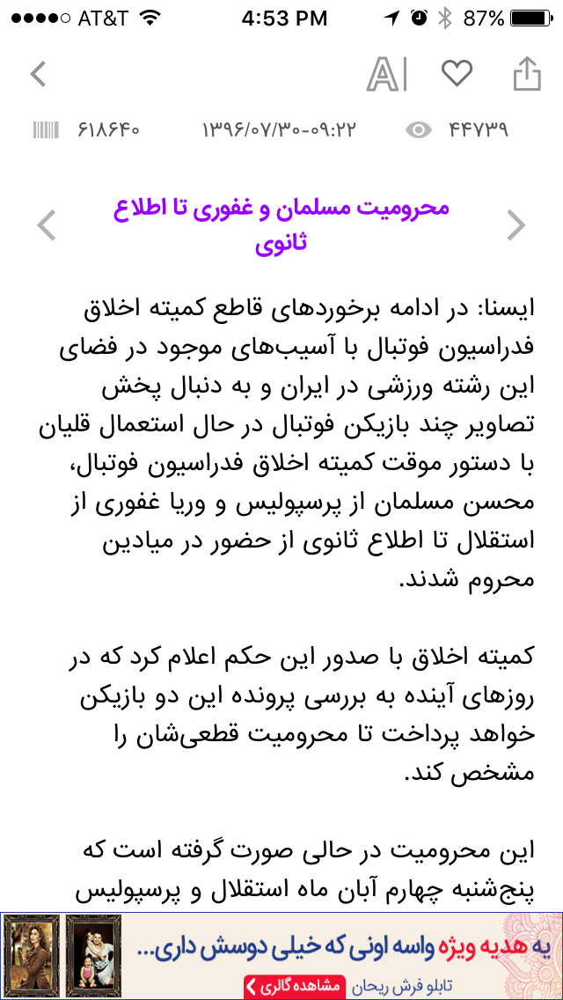 AT&T 4:53 PM 87%
A
۶۱۸۶۴۰ ۱۳۹۶/۰۷/۳۰-۰۹:۲۲ ۴۴۷۳۹
محرومیت مسلمان و غفوری تا اطلاع
ثانوی
ایسنا: در ادامه برخوردهای قاطع کمیته اخلاق
فدراسیون فوتبال با آسیب‌های موجود در فضای
این رشته ورزشی در ایران و به دنبال پخش
تصاویر چند بازیکن فوتبال در حال استعمال قلیان
با دستور موقت کمیته اخلاق فدراسیون فوتبال،
محسن مسلمان از پرسپولیس و وریا غفوری از
استقلال تا اطلاع ثانوی از حضور در میادین
محروم شدند.
کمیته اخلاق با صدور این حکم اعلام کرد که در
روزهای آینده به بررسی پرونده این دو بازیکن
خواهد پرداخت تا محرومیت قطعی‌شان را
مشخص کند.
این محرومیت در حالی صورت گرفته است که
پنج‌شنبه چهارم آبان ماه استقلال و پرسپولیس
یه هدیه ویژه واسه اونی که خیلی دوسش داری...
تابلو فرش ریحان مشاهده گالری